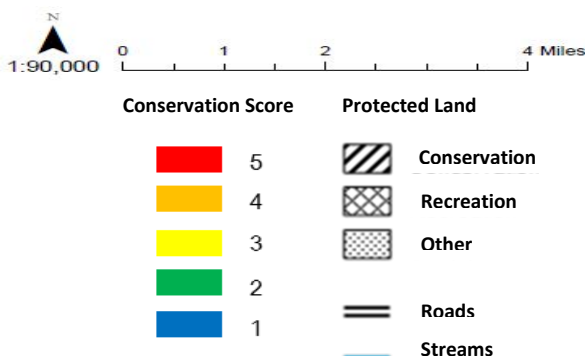 N
1:90,000
0 1 2 4 Miles
Conservation Score
5
4
3
2
1
Protected Land
Conservation
Recreation
Other
Roads
Streams